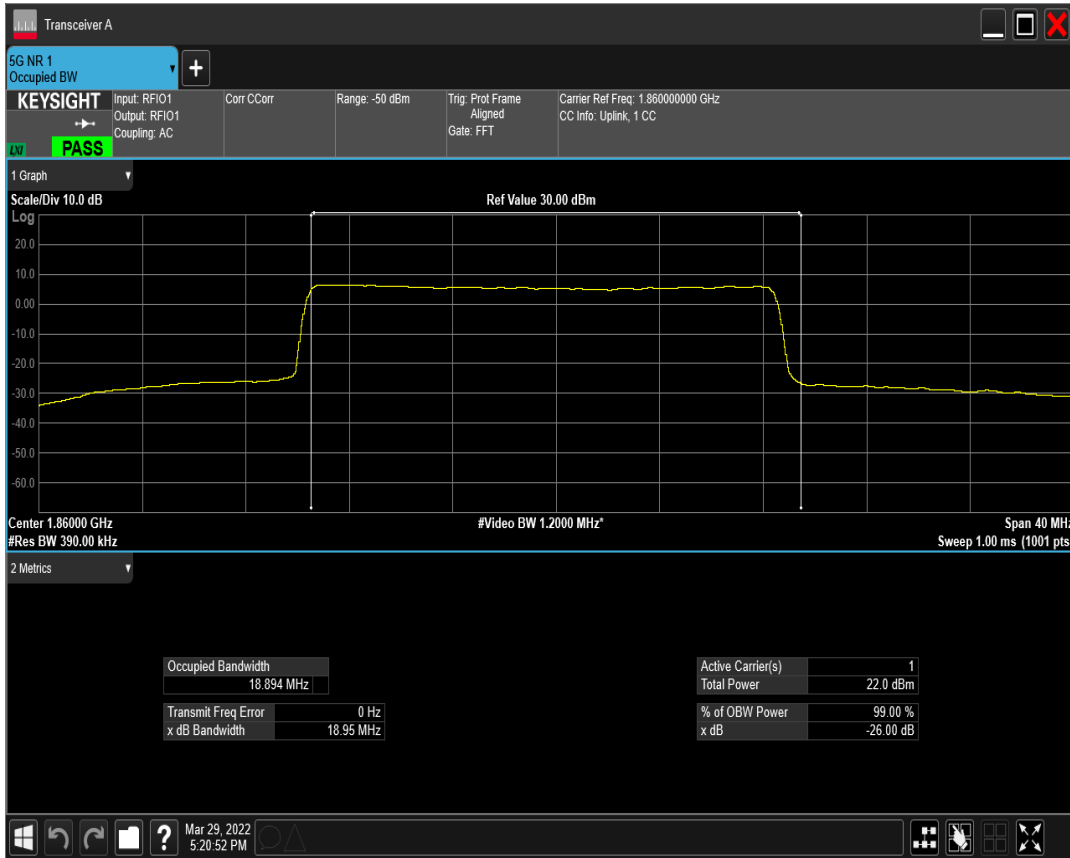 Transceiver A
5G NR 1
Occupied BW
KEYSIGHT
LXI
PASS
Input: RFIO1
Output: RFIO1
Coupling: AC
Corr CCorr
Range: -50 dBm
Trig: Prot Frame
Aligned
Gate: FFT
Carrier Ref Freq: 1.860000000 GHz
CC Info: Uplink, 1 CC
1 Graph
Scale/Div 10.0 dB
Ref Value 30.00 dBm
Log
20.0
10.0
0.00
-10.0
-20.0
-30.0
-40.0
-50.0
-60.0
Center 1.86000 GHz
#Video BW 1.2000 MHz*
Span 40 MHz
#Res BW 390.00 kHz
Sweep 1.00 ms (1001 pts
2 Metrics
Occupied Bandwidth
18.894 MHz
Transmit Freq Error 0 Hz
x dB Bandwidth 18.95 MHz
Active Carrier(s) 1
Total Power 22.0 dBm
% of OBW Power 99.00 %
x dB -26.00 dB
?
Mar 29, 2022
5:20:52 PM